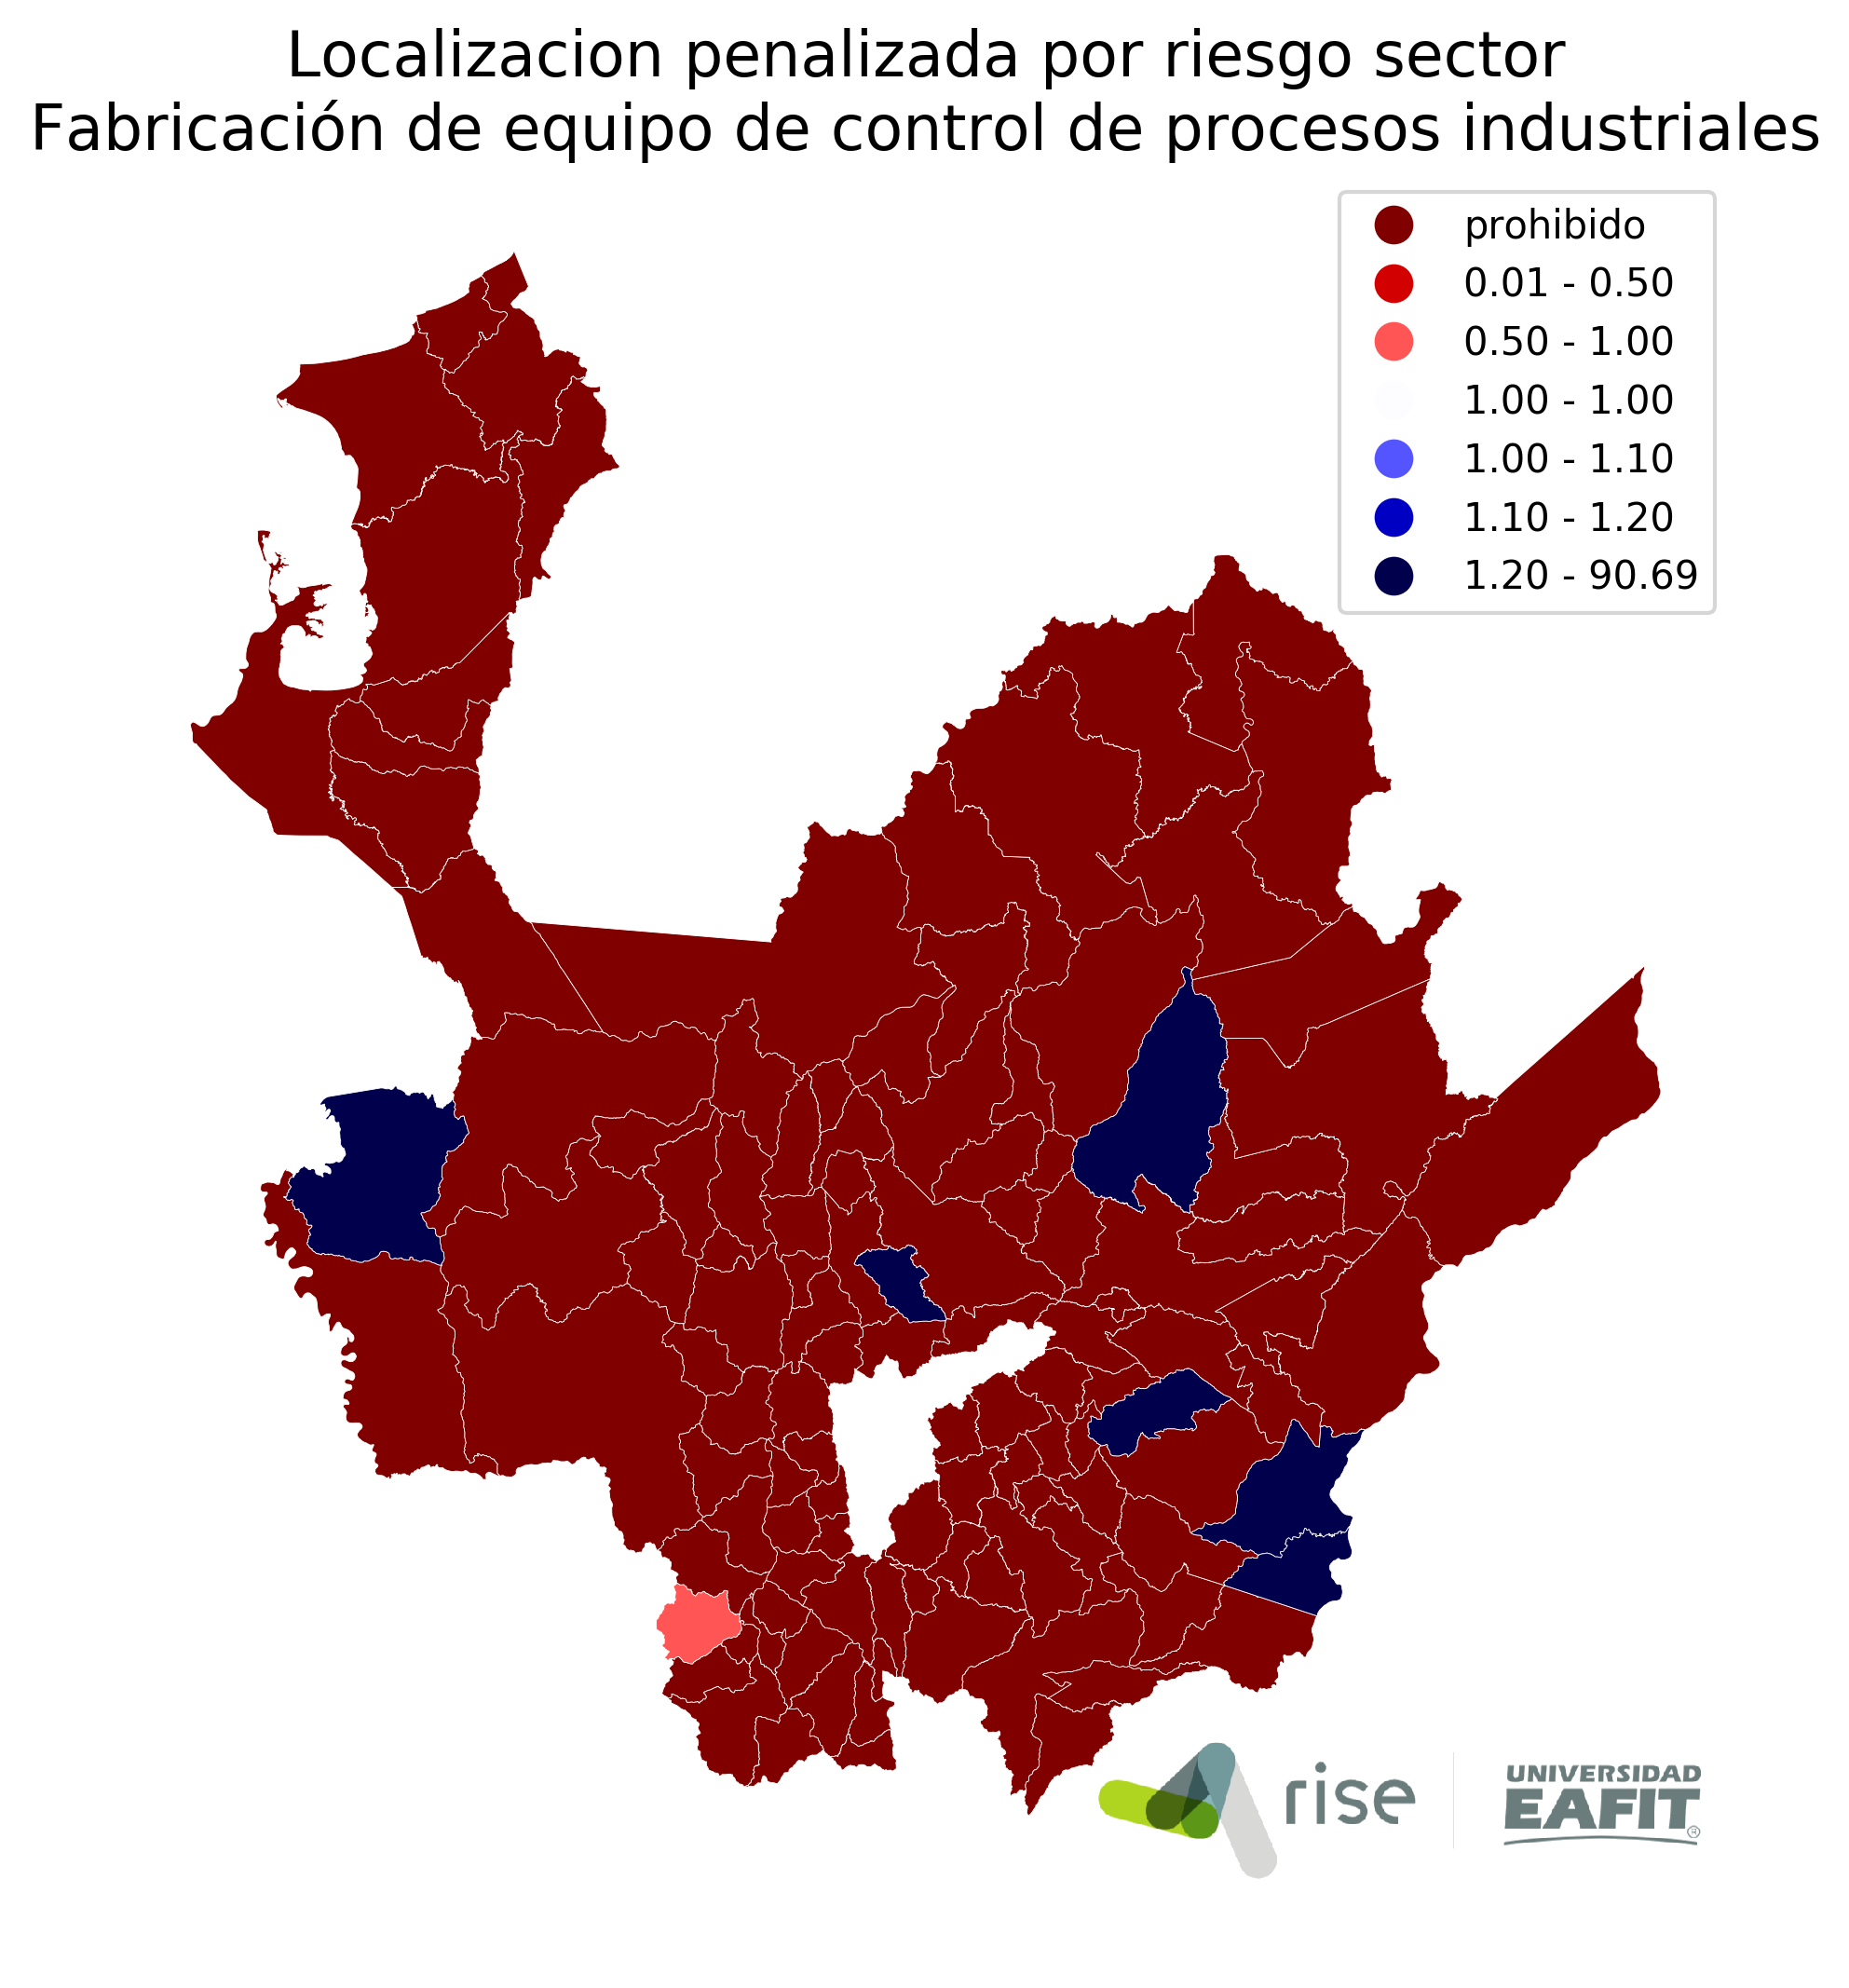 Localizacion penalizada por riesgo sector
Fabricación de equipo de control de procesos industriales
prohibido
0.01 - 0.50
0.50 - 1.00
1.00 - 1.00
1.00 - 1.10
1.10 - 1.20
1.20 - 90.69
rise
UNIVERSIDAD
EAFIT®